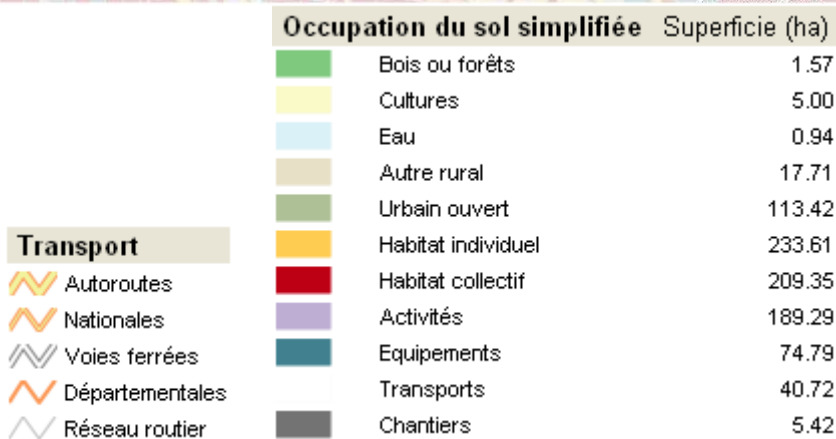 Occupation du sol simplifiée Superficie (ha)
Bois ou forêts 1.57
Cultures 5.00
Eau 0.94
Autre rural 17.71
Urbain ouvert 113.42
Habitat individuel 233.61
Habitat collectif 209.35
Activités 189.29
Equipements 74.79
Transports 40.72
Chantiers 5.42
Transport
Autoroutes
Nationales
Voies ferrées
Départementales
Réseau routier